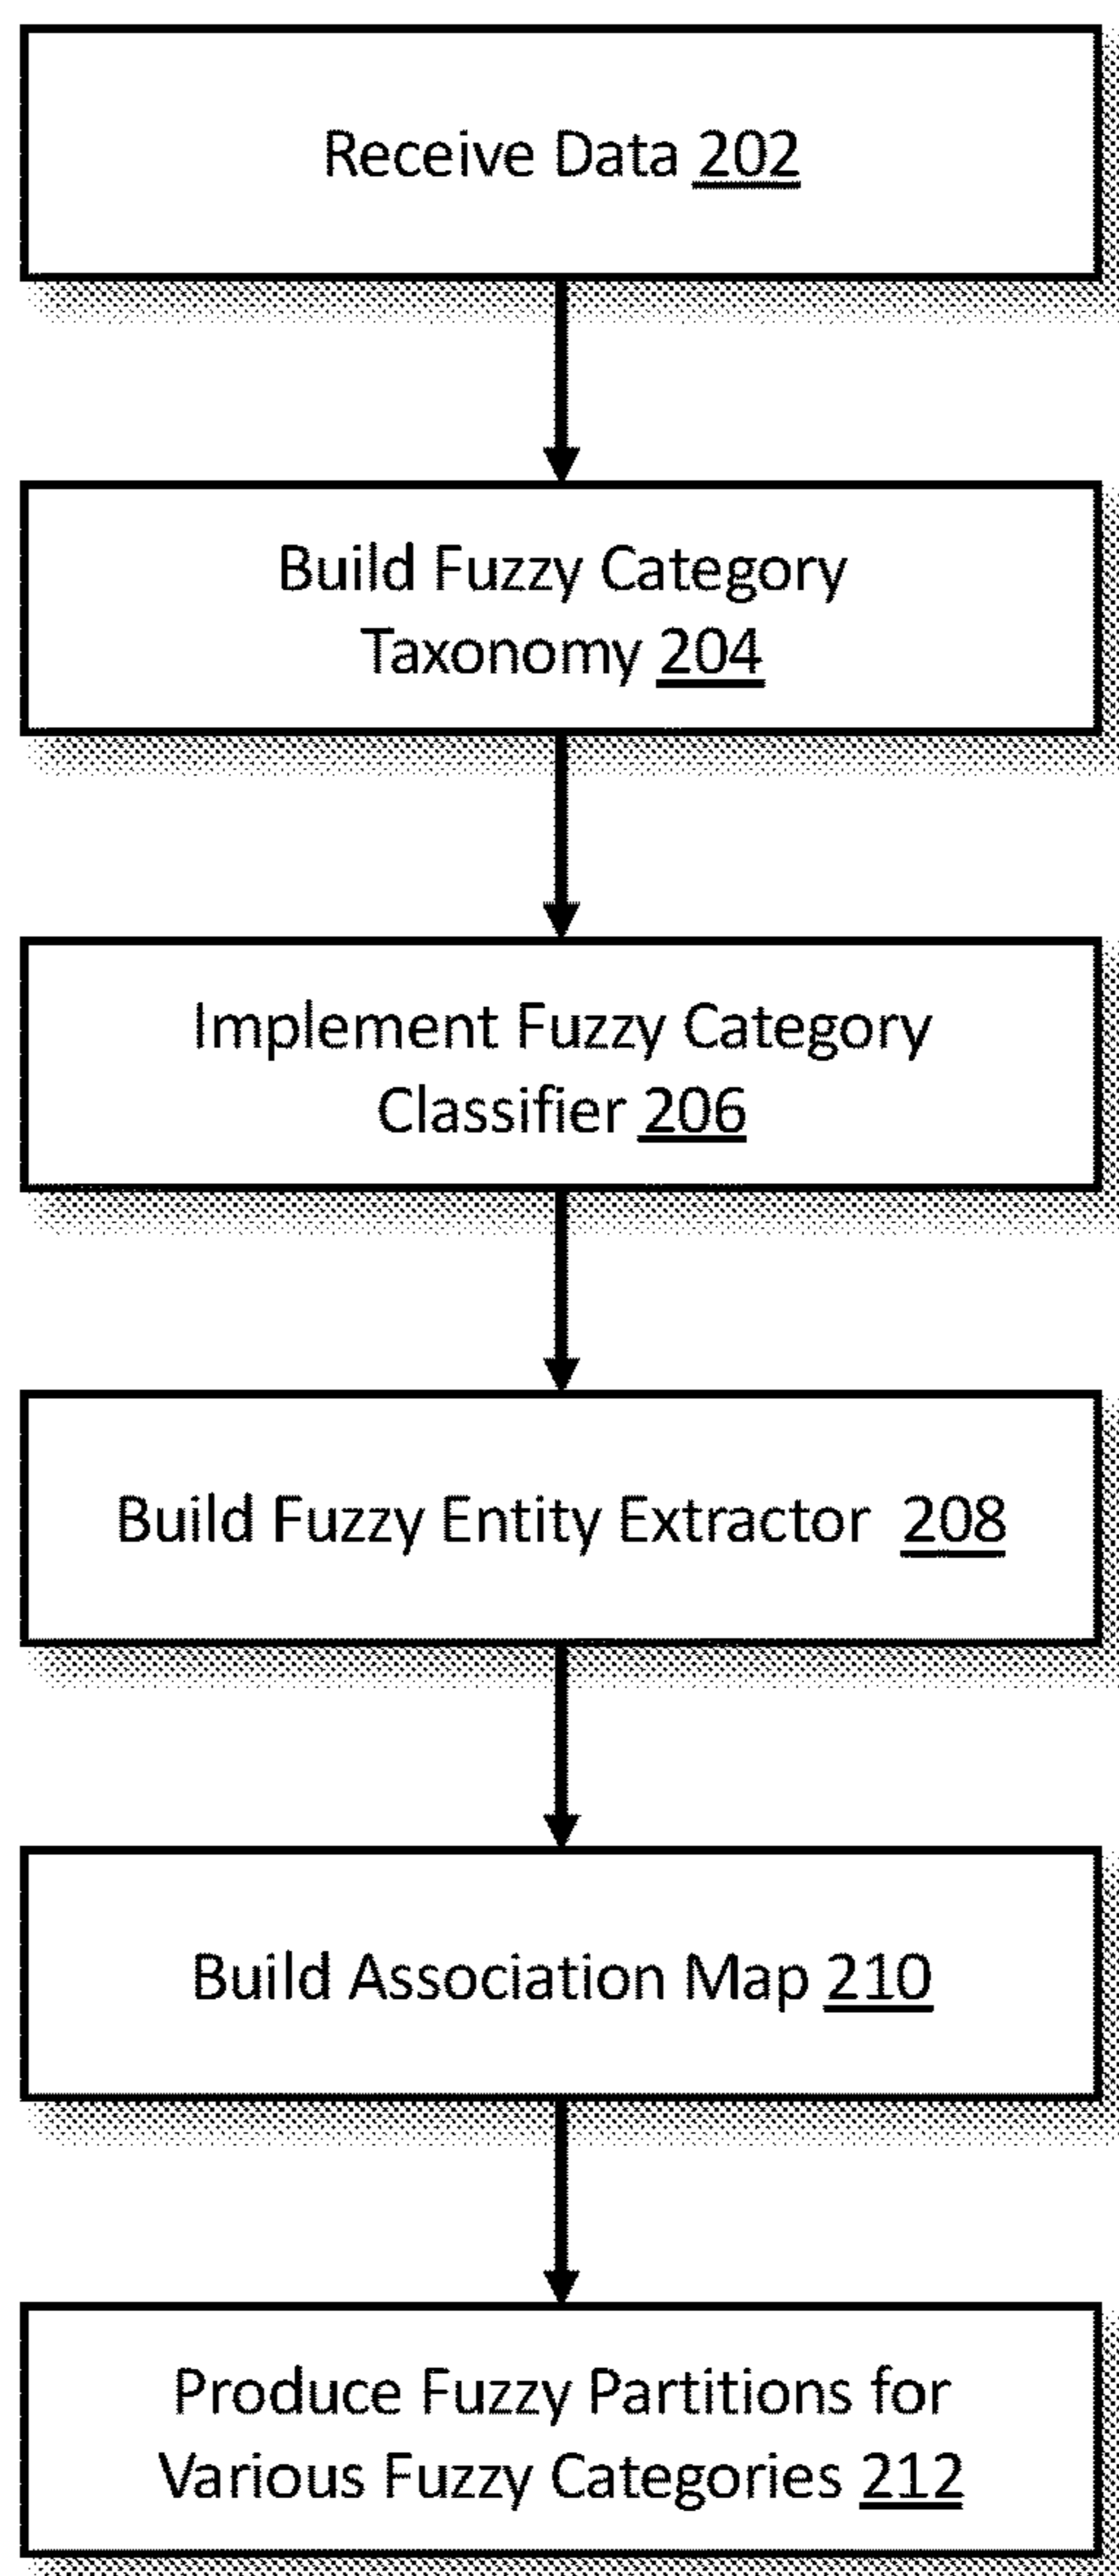 Receive Data 202
Build Fuzzy Category
Taxonomy 204
Implement Fuzzy Category
Classifier 206
Build Fuzzy Entity Extractor 208
Build Association Map 210
Produce Fuzzy Partitions for
Various Fuzzy Categories 212